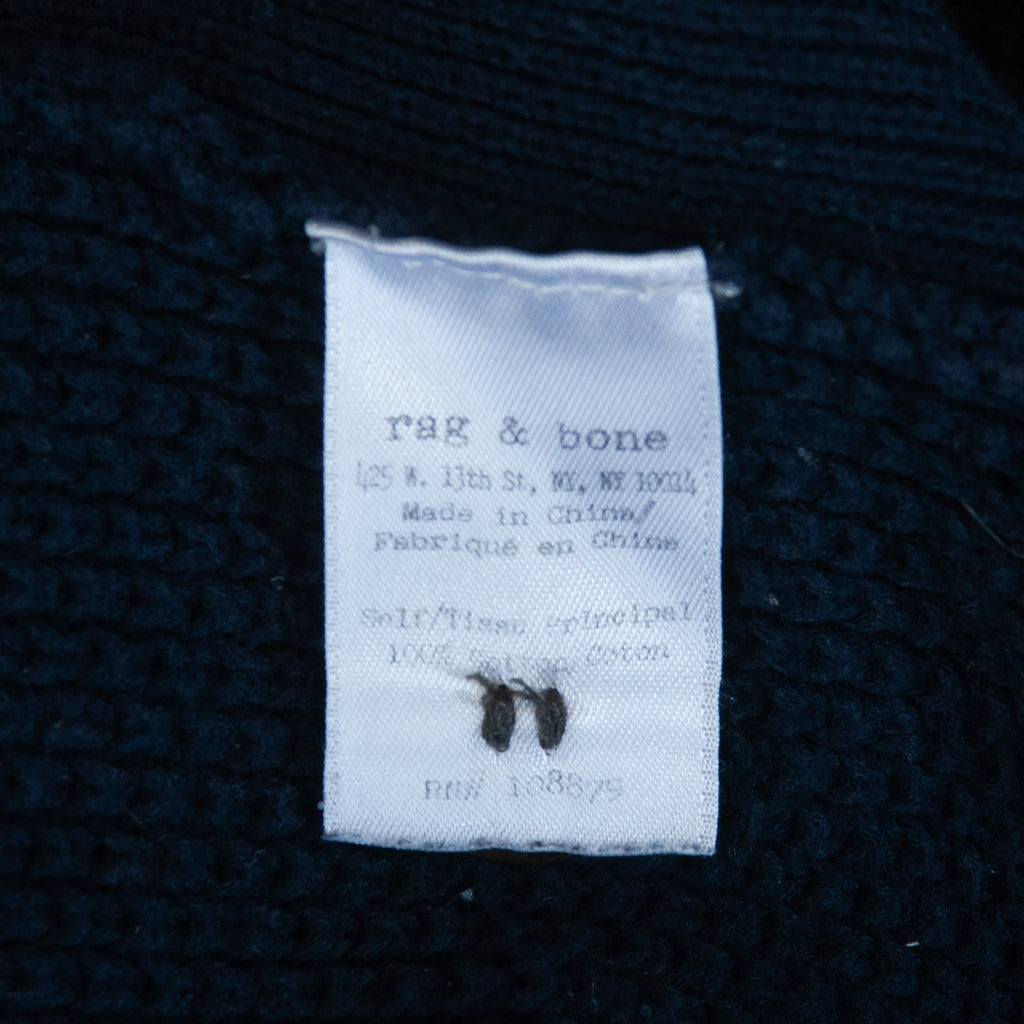 rag & bone
425 W. 13th St, NY, NY 10014
Made in China/
Fabriqué en Chine
Self/Tissu principal
100% Cotton Coton
RN# 108879